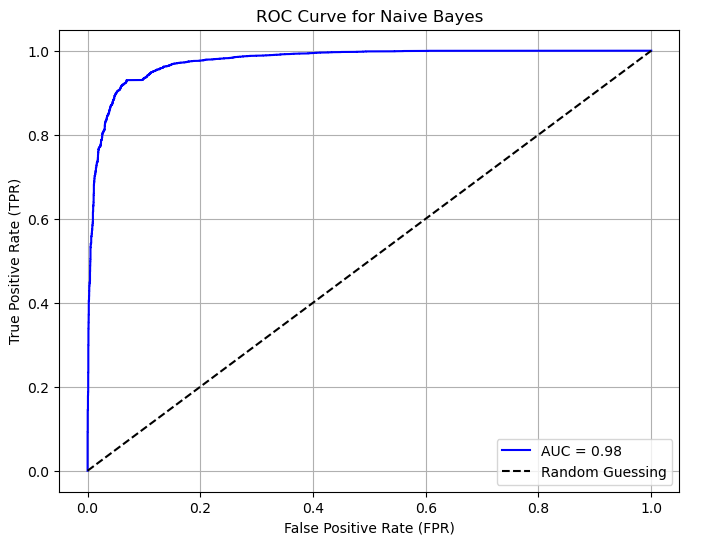 ROC Curve for Naive Bayes
True Positive Rate (TPR)
1.0
0.8
0.6
0.4
0.2
0.0
AUC = 0.98
Random Guessing
0.0 0.2 0.4 0.6 0.8 1.0
False Positive Rate (FPR)